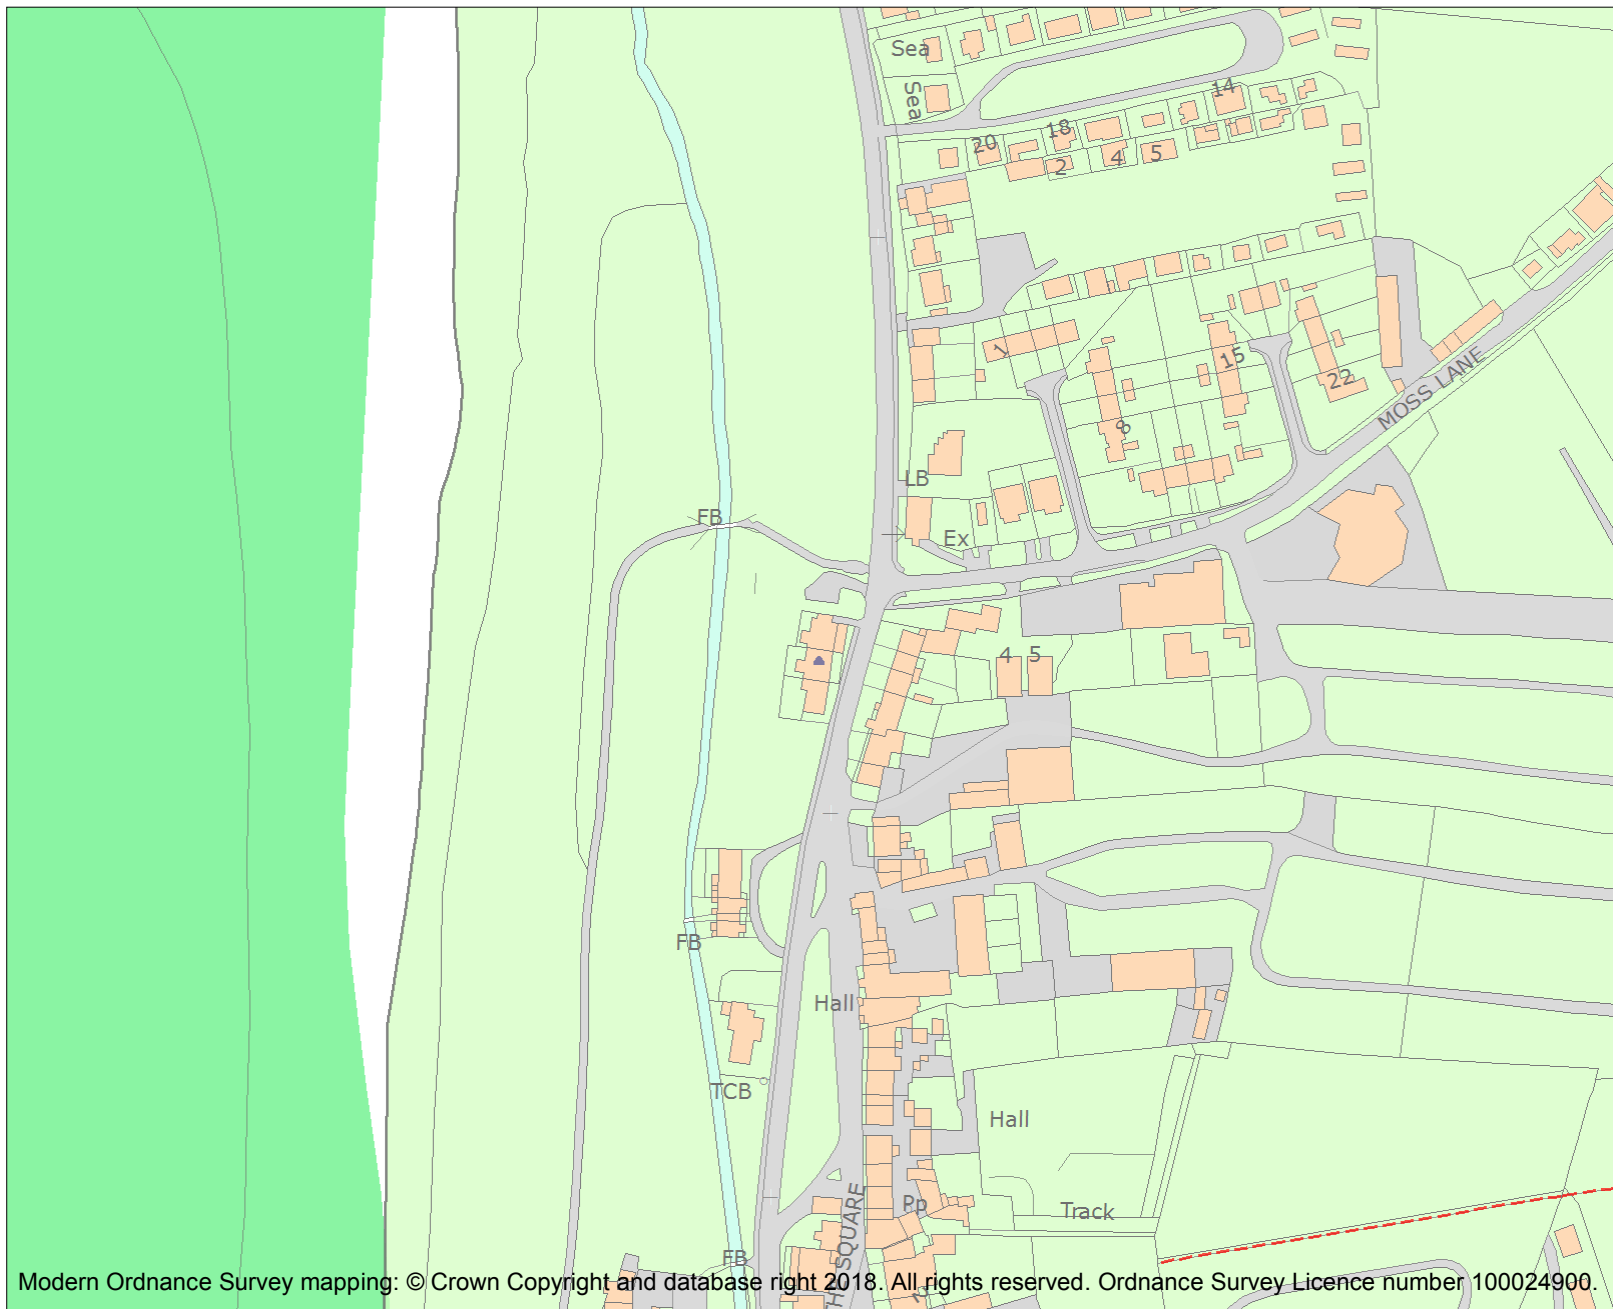 Sea
Sea
14
18
20
2
4
5
1
15
22
MOSS LANE
8
LB
FB
Ex
4
5
FB
Hall
TCB
Hall
Pp
Track
SQUARE
FB
Modern Ordnance Survey mapping: © Crown Copyright and database right 2018. All rights reserved. Ordnance Survey Licence number 100024900.